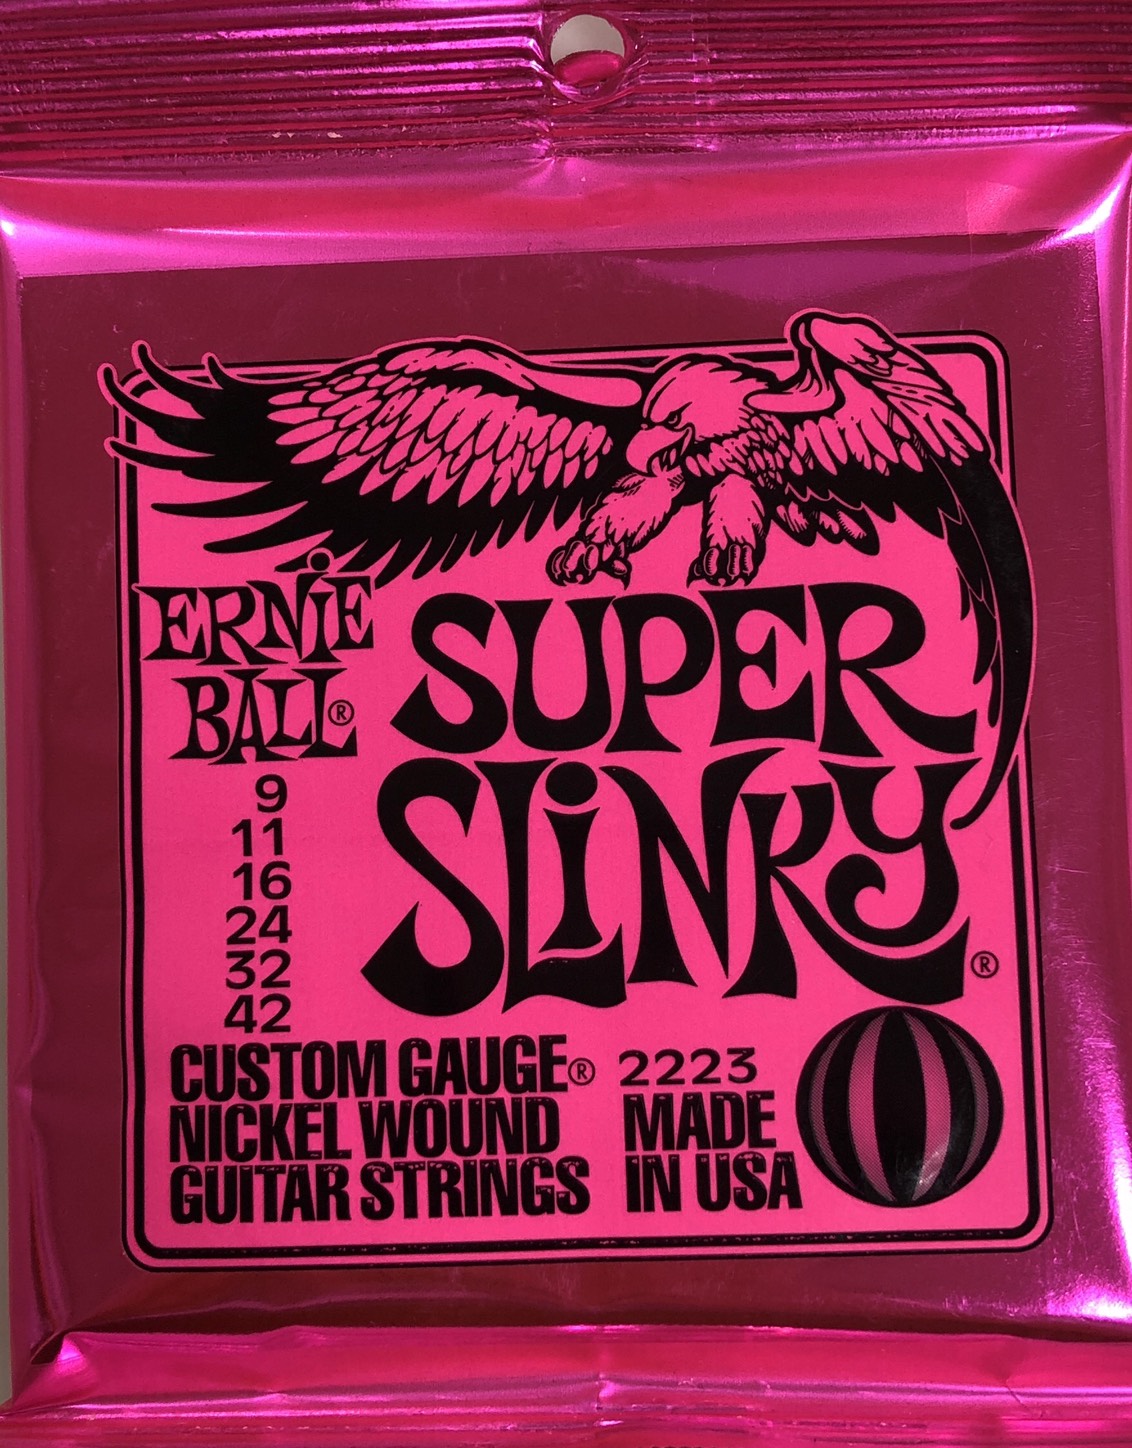 ERNiE
BALL®
SUPER
SLiNKY®
9
11
16
24
32
42
CUSTOM GAUGE®
NICKEL WOUND
GUITAR STRINGS
2223
MADE
IN USA